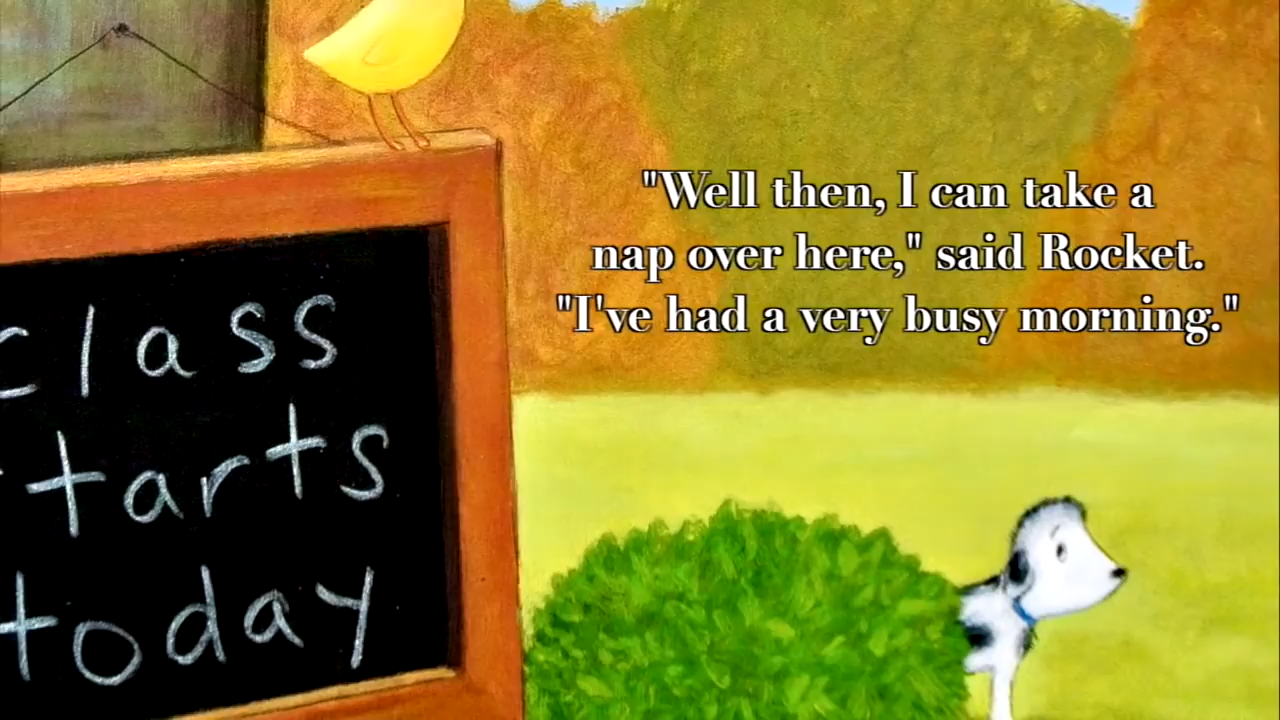 class
tarts
today
"Well then, I can take a
nap over here," said Rocket.
"I've had a very busy morning."